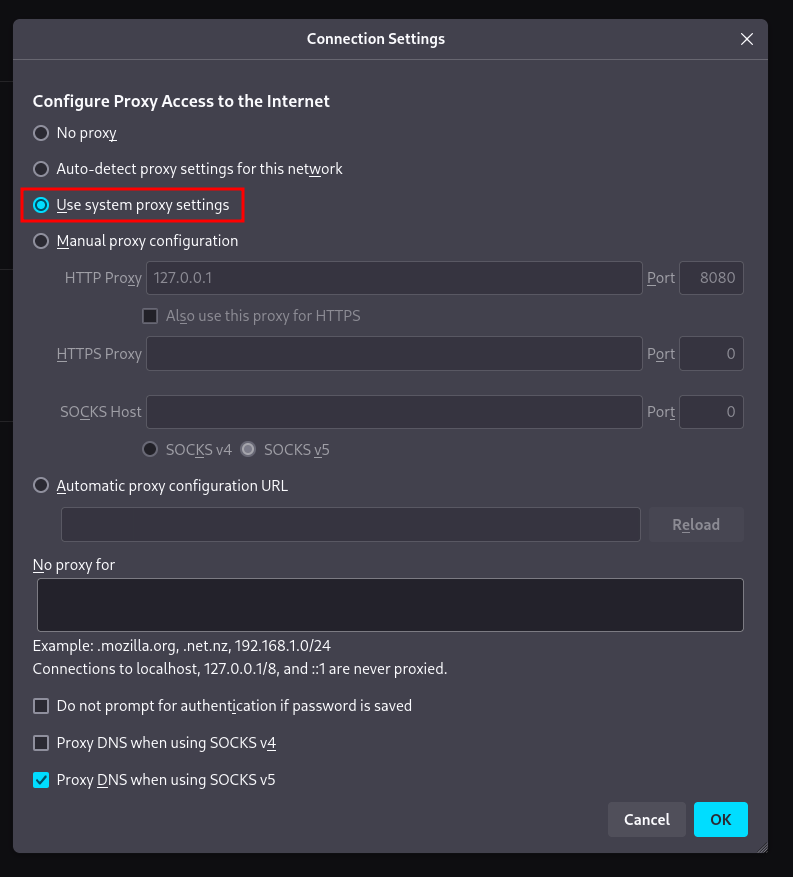 Connection Settings
Configure Proxy Access to the Internet
No proxy
Auto-detect proxy settings for this network
Use system proxy settings
Manual proxy configuration
HTTP Proxy 127.0.0.1 Port 8080
Also use this proxy for HTTPS
HTTPS Proxy Port 0
SOCKS Host Port 0
SOCKS v4 SOCKS v5
Automatic proxy configuration URL
Reload
No proxy for
Example: .mozilla.org, .net.nz, 192.168.1.0/24
Connections to localhost, 127.0.0.1/8, and ::1 are never proxied.
Do not prompt for authentication if password is saved
Proxy DNS when using SOCKS v4
Proxy DNS when using SOCKS v5
Cancel OK